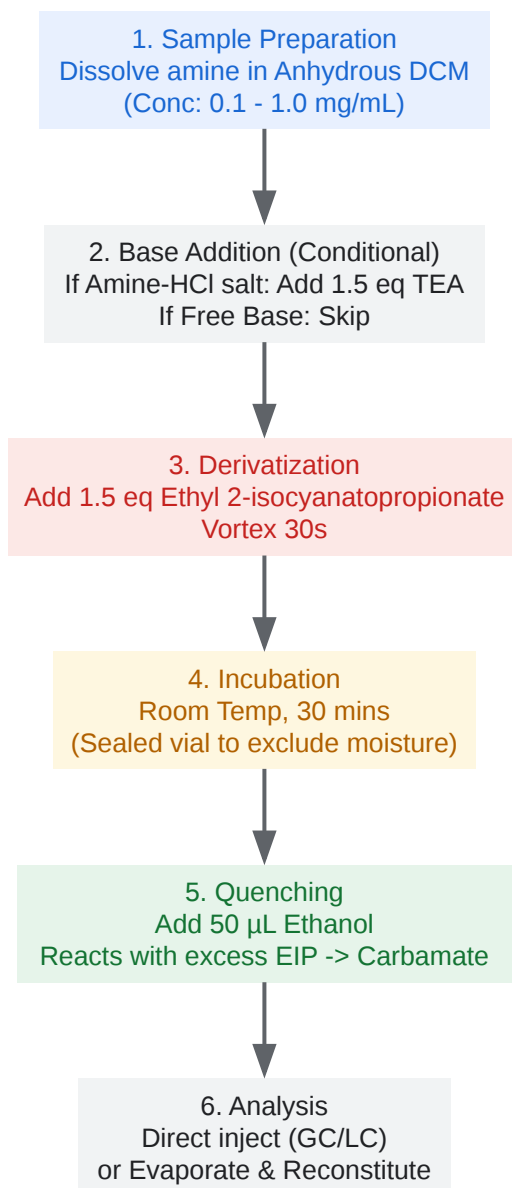 1. Sample Preparation
Dissolve amine in Anhydrous DCM
(Conc: 0.1 - 1.0 mg/mL)
2. Base Addition (Conditional)
If Amine-HCl salt: Add 1.5 eq TEA
If Free Base: Skip
3. Derivatization
Add 1.5 eq Ethyl 2-isocyanatopropionate
Vortex 30s
4. Incubation
Room Temp, 30 mins
(Sealed vial to exclude moisture)
5. Quenching
Add 50 µL Ethanol
Reacts with excess EIP -> Carbamate
6. Analysis
Direct inject (GC/LC)
or Evaporate & Reconstitute